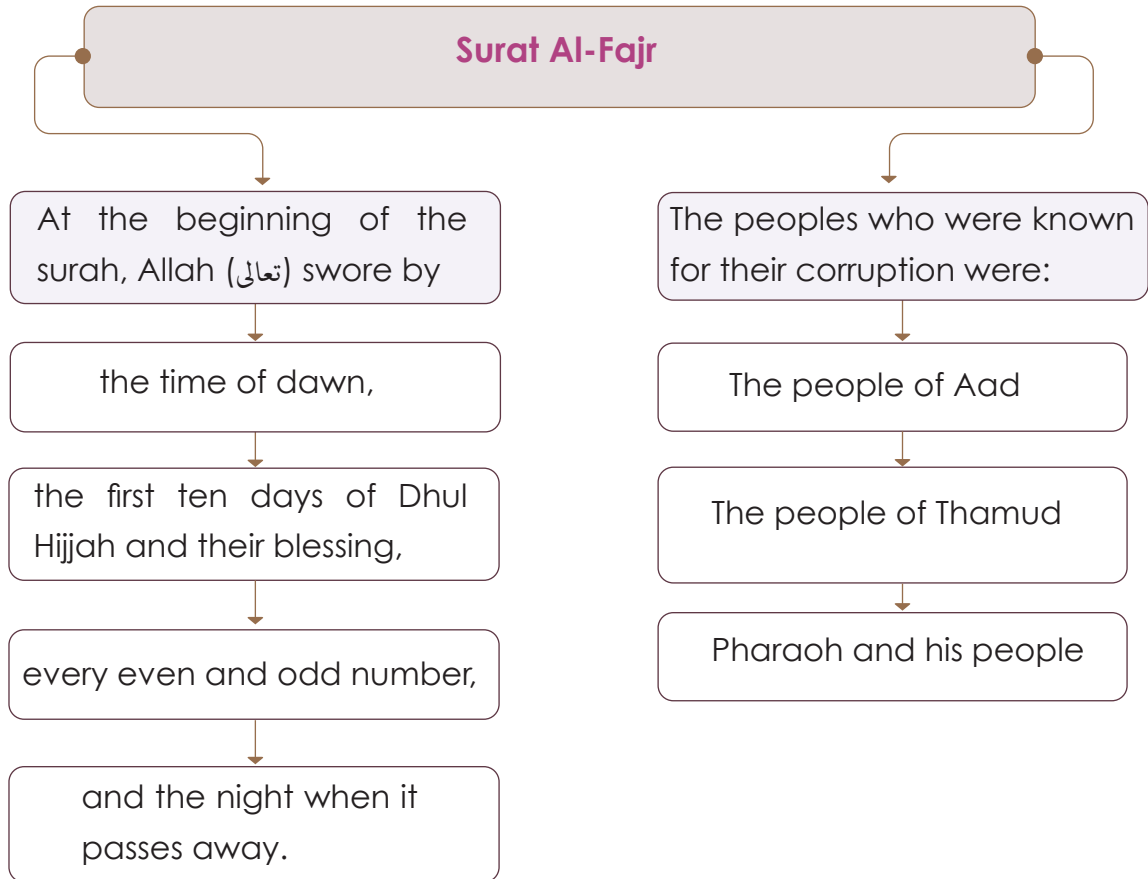 Surat Al-Fajr
At the beginning of the
surah, Allah (تعالى) swore by
the time of dawn,
the first ten days of Dhul
Hijjah and their blessing,
every even and odd number,
and the night when it
passes away.
The peoples who were known
for their corruption were:
The people of Aad
The people of Thamud
Pharaoh and his people